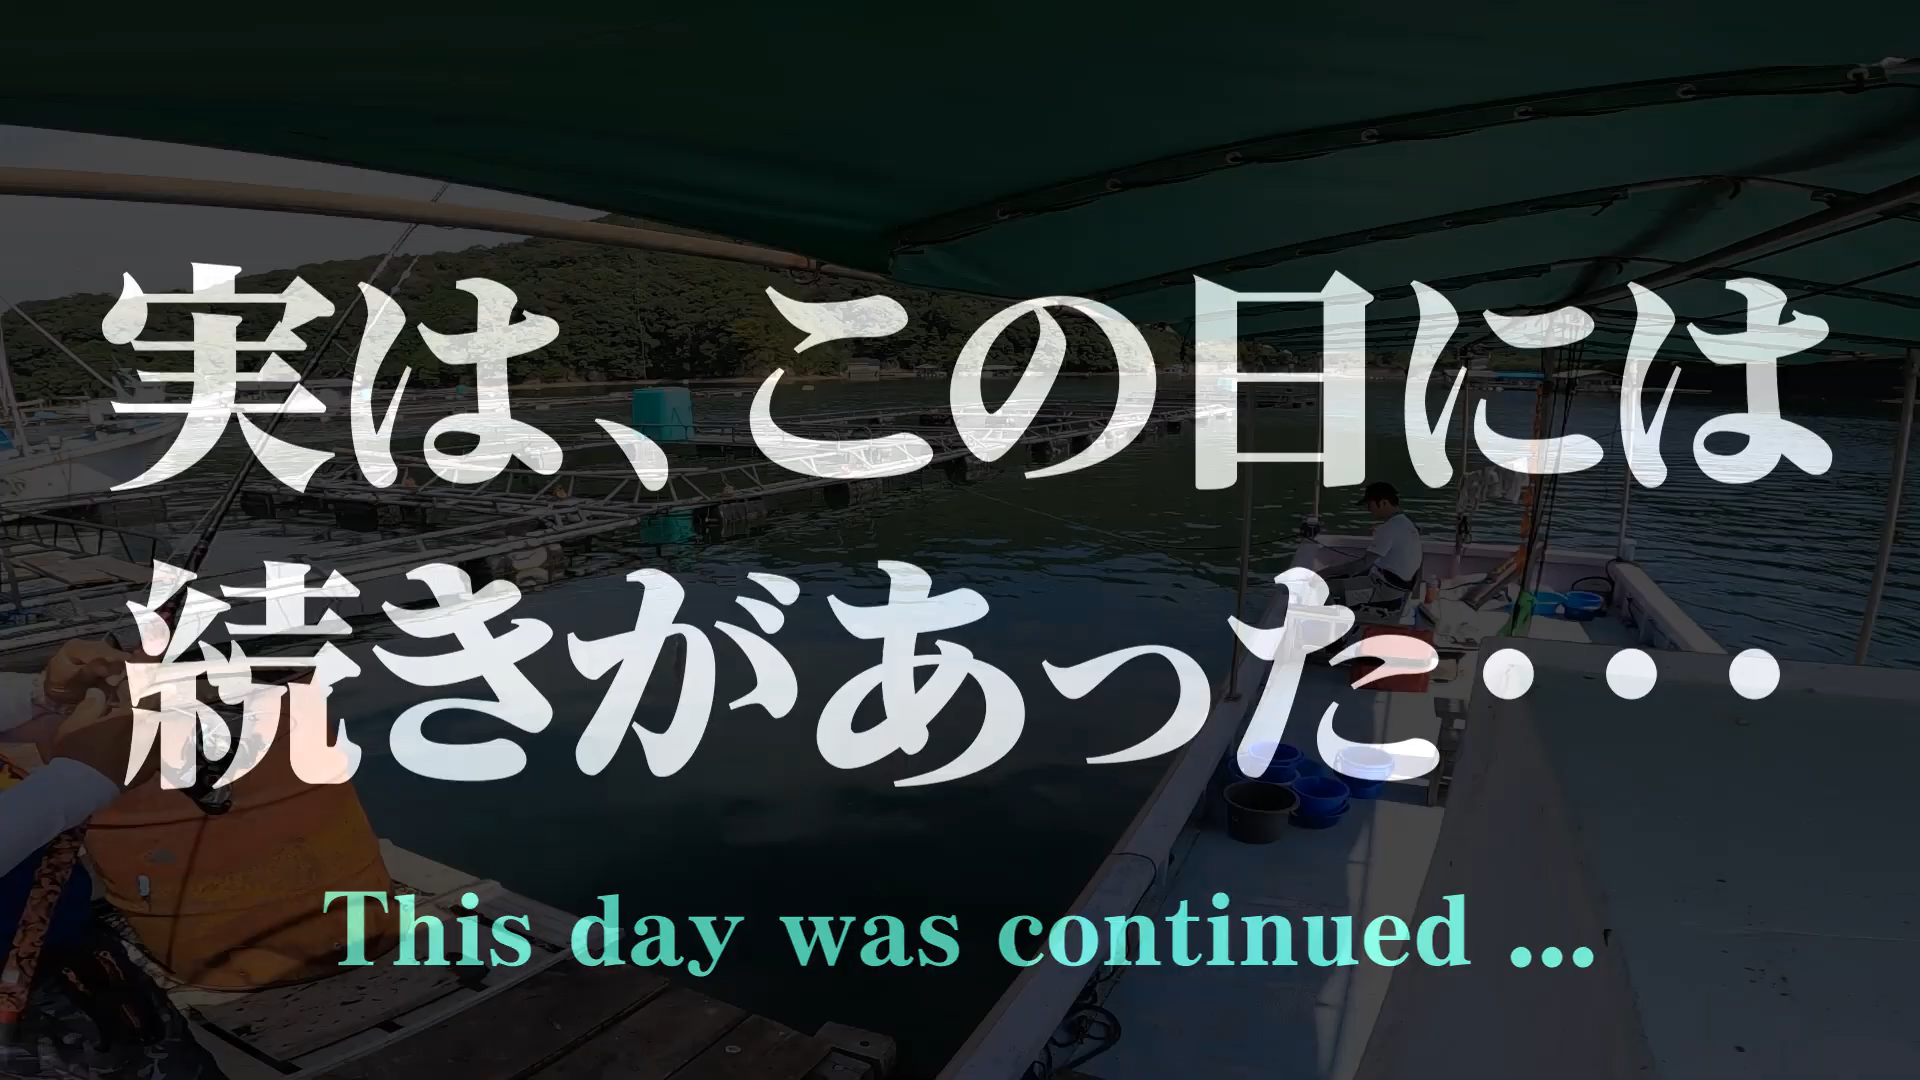 実は、この日には
続きがあった・・・
This day was continued ...